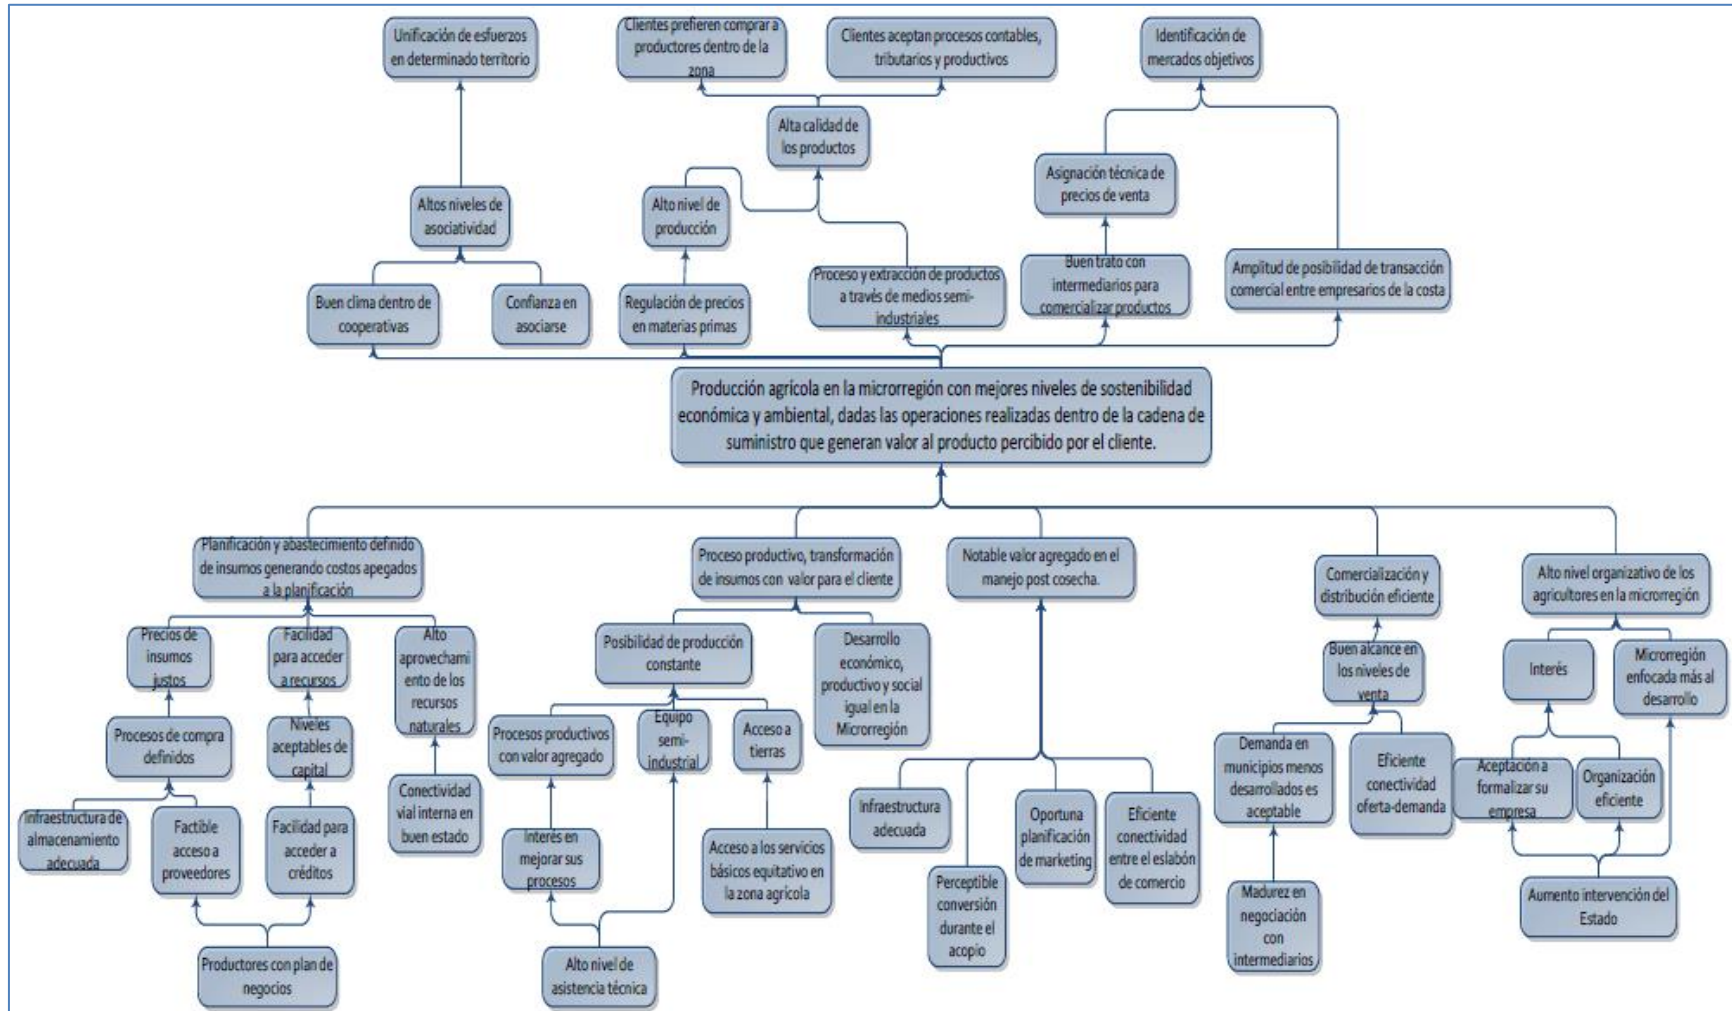 Unificación de esfuerzos
en determinado territorio
Clientes prefieren comprar a
productores dentro de la
zona
Clientes aceptan procesos contables,
tributarios y productivos
Identificación de
mercados objetivos
Alta calidad de
los productos
Asignación técnica de
precios de venta
Altos niveles de
asociatividad
Alto nivel de
producción
Buen clima dentro de
cooperativas
Confianza en
asociarse
Regulación de precios
en materias primas
Proceso y extracción de productos
a través de medios semi-
industriales
Buen trato con
intermediarios para
comercializar productos
Amplitud de posibilidad de transacción
comercial entre empresarios de la costa
Producción agrícola en la microrregión con mejores niveles de sostenibilidad
económica y ambiental, dadas las operaciones realizadas dentro de la cadena de
suministro que generan valor al producto percibido por el cliente.
Planificación y abastecimiento definido
de insumos generando costos apegados
a la planificación
Proceso productivo, transformación
de insumos con valor para el cliente
Notable valor agregado en el
manejo post cosecha.
Comercialización y
distribución eficiente
Alto nivel organizativo de los
agricultores en la microrregión
Precios de
insumos
justos
Facilidad
para acceder
a recursos
Alto
aprovechami
ento de los
recursos
naturales
Posibilidad de producción
constante
Desarrollo
económico,
productivo y social
igual en la
Microrregión
Buen alcance en
los niveles de
venta
Interés
Microrregión
enfocada más al
desarrollo
Procesos de compra
definidos
Niveles
aceptables de
capital
Procesos productivos
con valor agregado
Equipo
semi-
industrial
Acceso a
tierras
Demanda en
municipios menos
desarrollados es
aceptable
Eficiente
conectividad
oferta-demanda
Aceptación a
formalizar su
empresa
Organización
eficiente
Infraestructura de
almacenamiento
adecuada
Factible
acceso a
proveedores
Facilidad para
acceder a
créditos
Conectividad
vial interna en
buen estado
Interés en
mejorar sus
procesos
Acceso a los servicios
básicos equitativo en
la zona agrícola
Infraestructura
adecuada
Perceptible
conversión
durante el
acopio
Oportuna
planificación
de marketing
Eficiente
conectividad
entre el eslabón
de comercio
Madurez en
negociación
con
intermediarios
Aumento intervención del
Estado
Productores con plan de
negocios
Alto nivel de
asistencia técnica